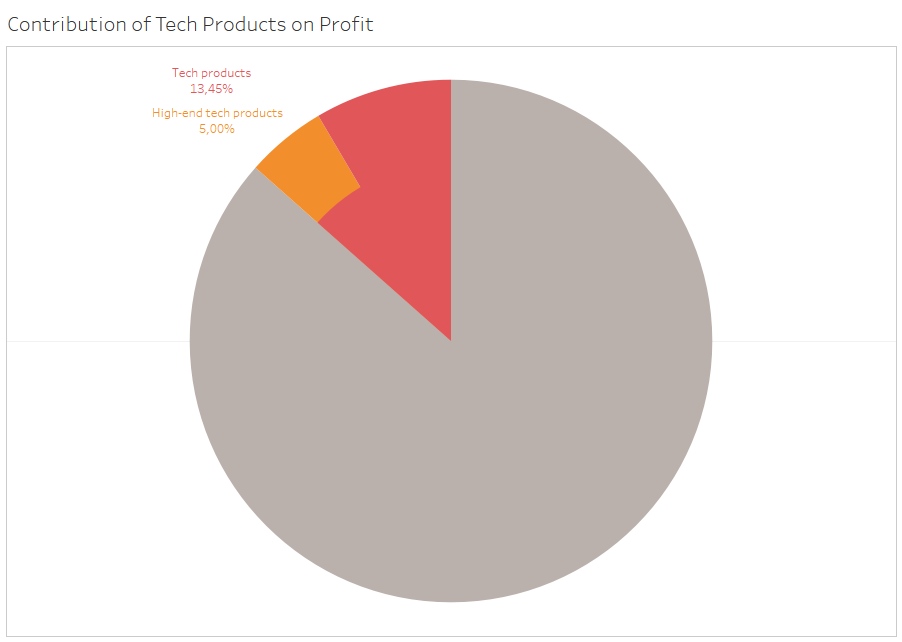 Contribution of Tech Products on Profit
Tech products
13,45%
High-end tech products
5,00%